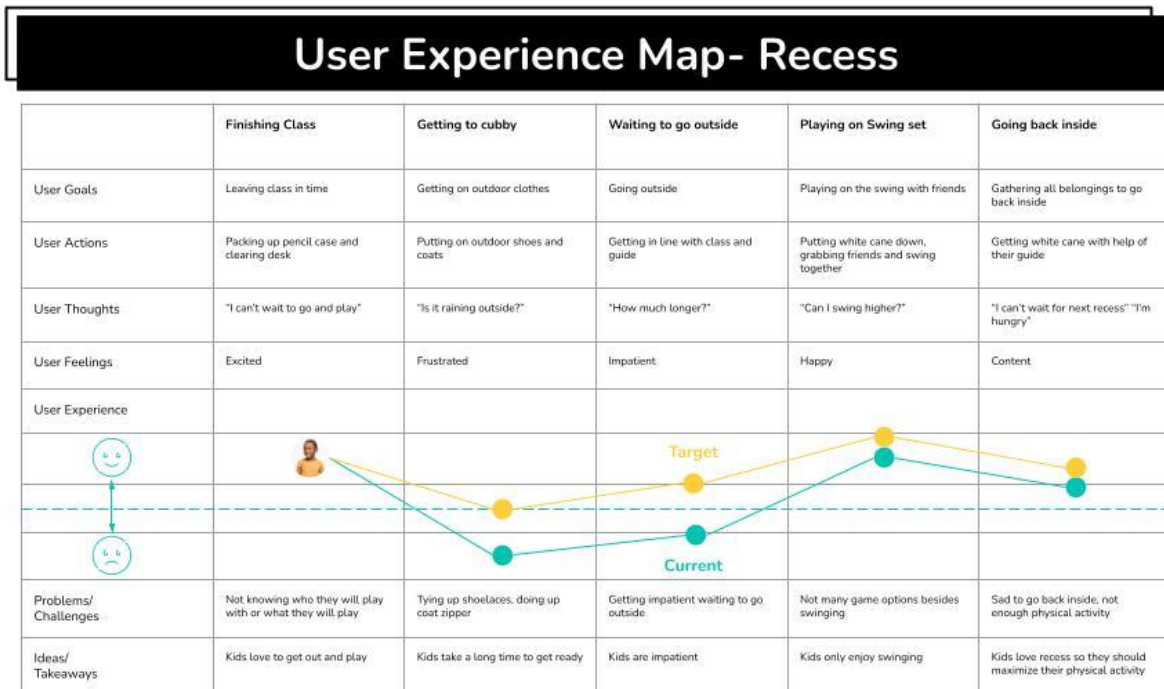 User Experience Map- Recess
Finishing Class
Getting to cubby
Waiting to go outside
Playing on Swing set
Going back inside
User Goals
Leaving class in time
Getting on outdoor clothes
Going outside
Playing on the swing with friends
Gathering all belongings to go
back inside
User Actions
Packing up pencil case and
clearing desk
Putting on outdoor shoes and
coats
Getting in line with class and
guide
Putting white cane down,
grabbing friends and swing
together
Getting white cane with help of
their guide
User Thoughts
"I can't wait to go and play"
"Is it raining outside?"
"How much longer?"
"Can I swing higher?"
"I can't wait for next recess" "I'm
hungry"
User Feelings
Excited
Frustrated
Impatient
Happy
Content
User Experience
Target
Current
Problems/
Challenges
Not knowing who they will play
with or what they will play
Tying up shoelaces, doing up
coat zipper
Getting impatient waiting to go
outside
Not many game options besides
swinging
Sad to go back inside, not
enough physical activity
Ideas/
Takeaways
Kids love to get out and play
Kids take a long time to get ready
Kids are impatient
Kids only enjoy swinging
Kids love recess so they should
maximize their physical activity